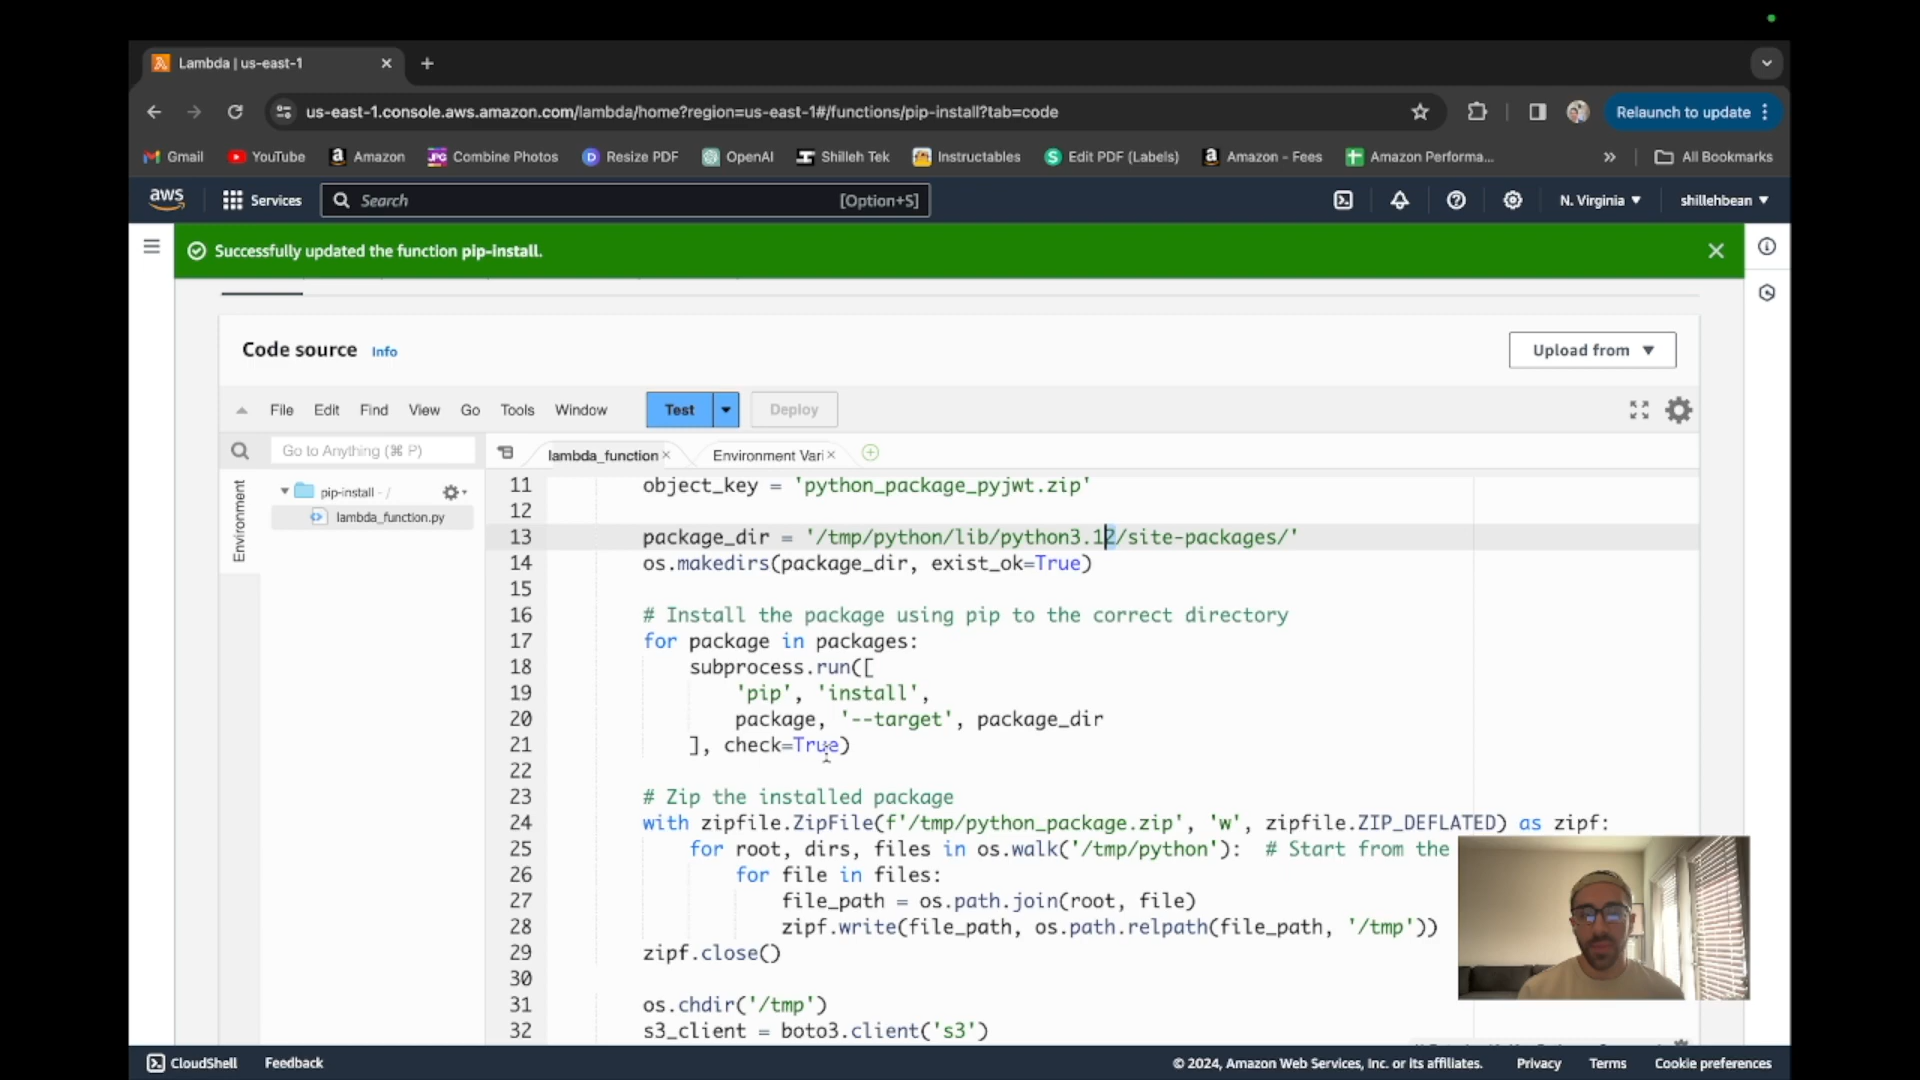 Lambda | us-east-1
us-east-1.console.aws.amazon.com/lambda/home?region=us-east-1#/functions/pip-install?tab=code
Relaunch to update
Gmail
YouTube
Amazon
Combine Photos
Resize PDF
OpenAI
Shilleh Tek
Instructables
Edit PDF (Labels)
Amazon - Fees
Amazon Performa...
All Bookmarks
aws
Services
Search
[Option+S]
N. Virginia
shillehbean
Successfully updated the function pip-install.
Code source
Info
Upload from
File
Edit
Find
View
Go
Tools
Window
Test
Deploy
Go to Anything (⌘ P)
lambda_function
Environment Vari
Environment
pip-install - /
lambda_function.py
11 object_key = 'python_package_pyjwt.zip'
12
13 package_dir = '/tmp/python/lib/python3.12/site-packages/'
14 os.makedirs(package_dir, exist_ok=True)
15
16 # Install the package using pip to the correct directory
17 for package in packages:
18 subprocess.run([
19 'pip', 'install',
20 package, '--target', package_dir
21 ], check=True)
22
23 # Zip the installed package
24 with zipfile.ZipFile(f'/tmp/python_package.zip', 'w', zipfile.ZIP_DEFLATED) as zipf:
25 for root, dirs, files in os.walk('/tmp/python'): # Start from the
26 for file in files:
27 file_path = os.path.join(root, file)
28 zipf.write(file_path, os.path.relpath(file_path, '/tmp'))
29 zipf.close()
30
31 os.chdir('/tmp')
32 s3_client = boto3.client('s3')
CloudShell
Feedback
© 2024, Amazon Web Services, Inc. or its affiliates.
Privacy
Terms
Cookie preferences